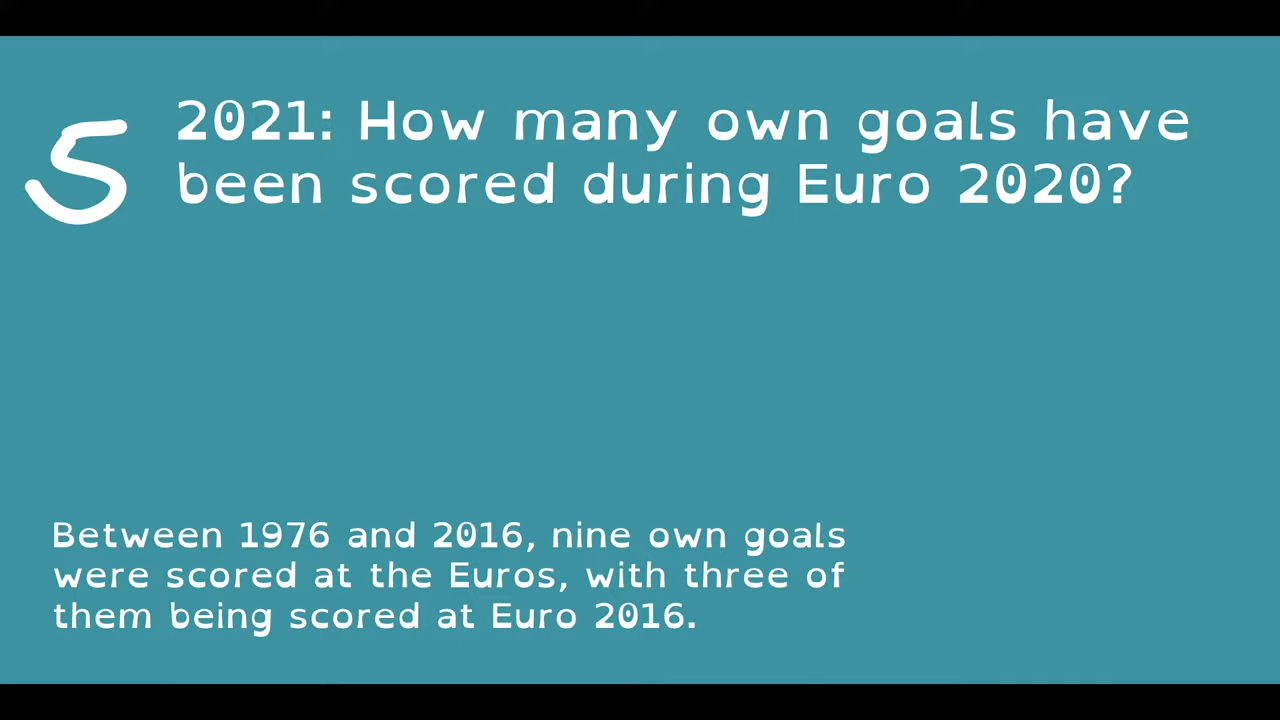 5
2021: How many own goals have
been scored during Euro 2020?
Between 1976 and 2016, nine own goals
were scored at the Euros, with three of
them being scored at Euro 2016.